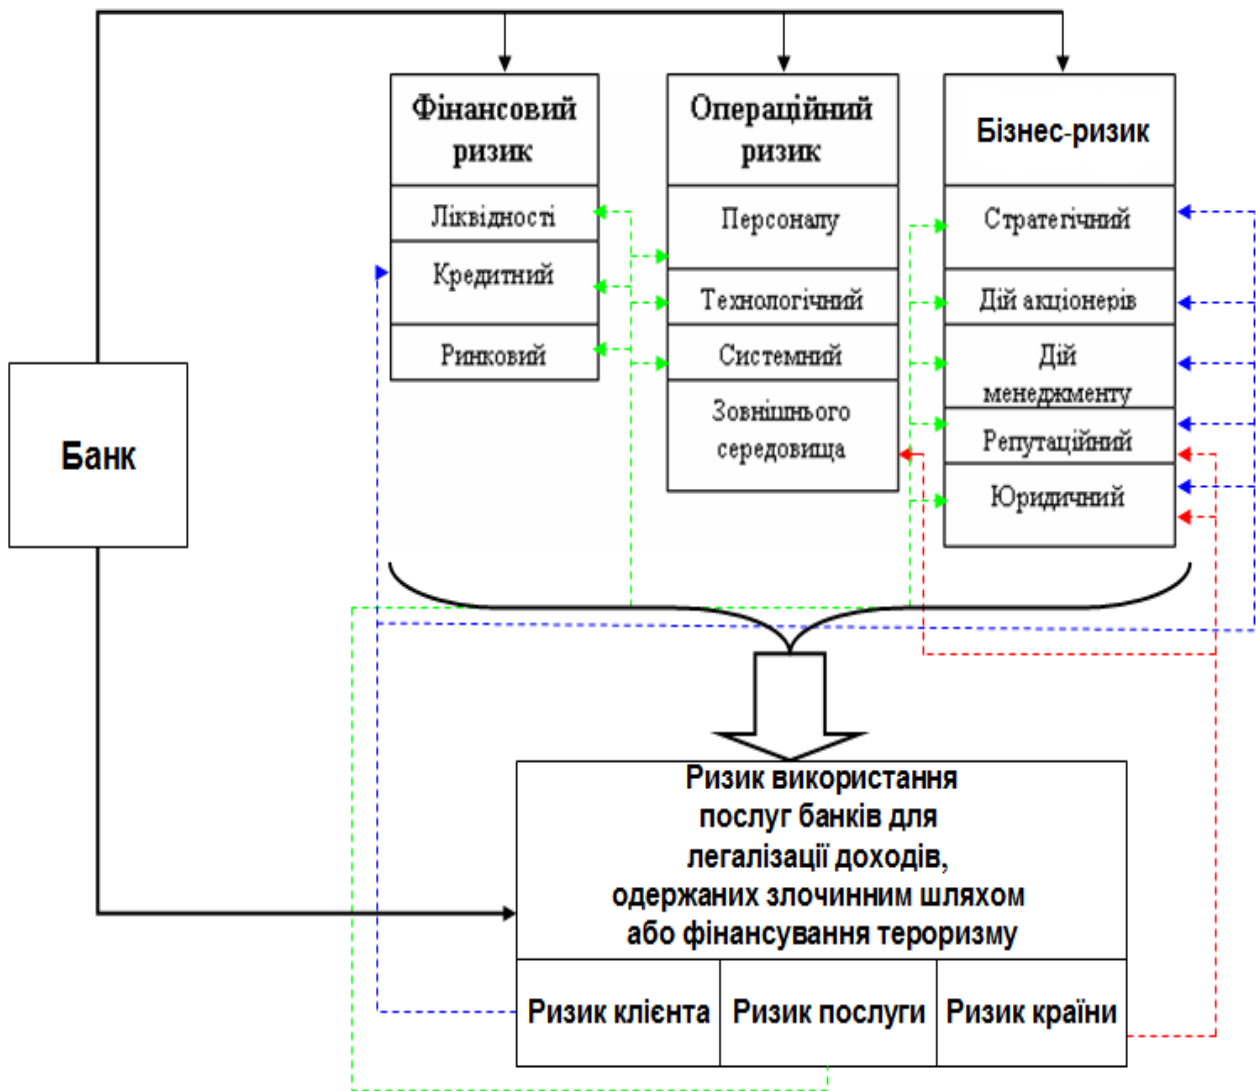 Фінансовий
ризик
Ліквідності
Кредитний
Ринковий
Операційний
ризик
Персоналу
Технологічний
Системний
Зовнішнього
середовища
Бізнес-ризик
Стратегічний
Дій акціонерів
Дій
менеджменту
Репутаційний
Юридичний
Банк
Ризик використання
послуг банків для
легалізації доходів,
одержаних злочинним шляхом
або фінансування тероризму
Ризик клієнта
Ризик послуги
Ризик країни